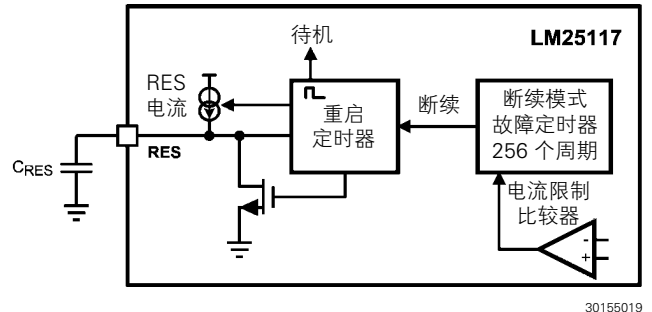 待机
LM25117
RES
电流
重启
定时器
断续
断续模式
故障定时器
256 个周期
RES
CRES
电流限制
比较器
-
+
30155019